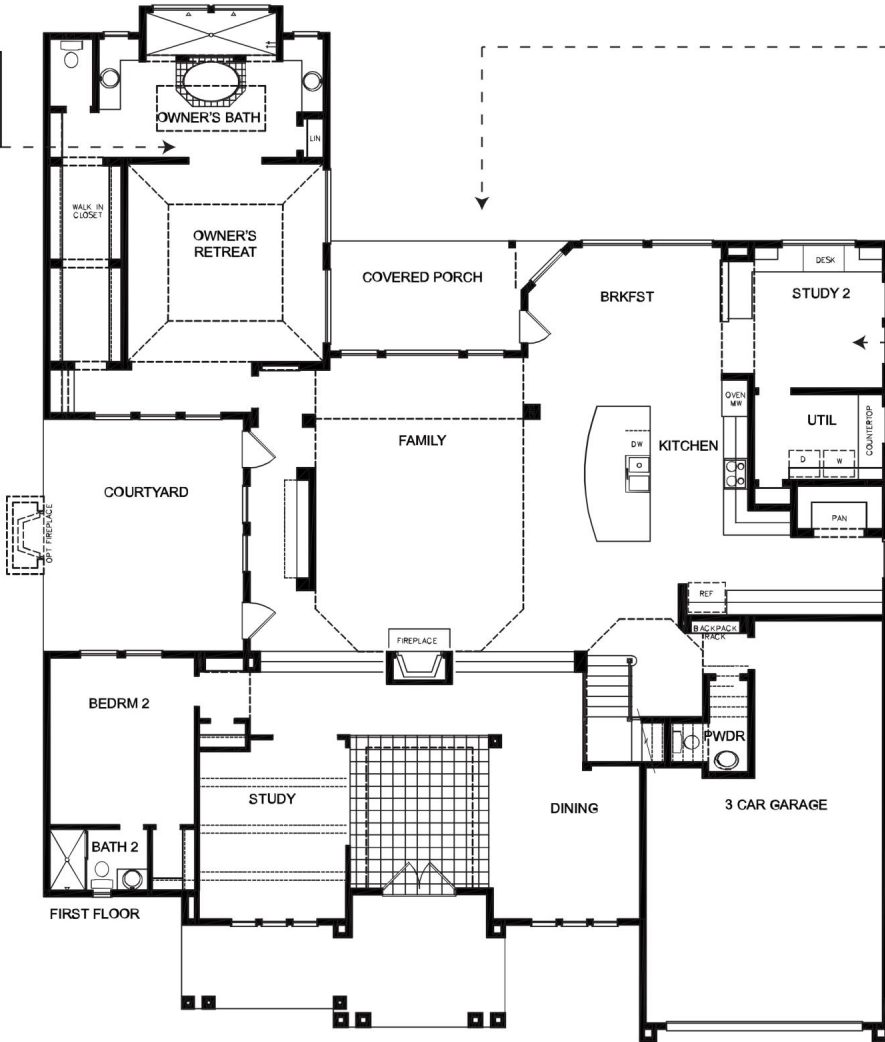 OWNER'S BATH
LIN
WALK IN
CLOSET
OWNER'S
RETREAT
COVERED PORCH
BRKFST
DESK
STUDY 2
OVEN
MW
UTIL
COUNTERTOP
FAMILY
DW
KITCHEN
D
W
COURTYARD
OPT FIREPLACE
PAN
REF
BACKPACK
RACK
FIREPLACE
BEDRM 2
PWDR
STUDY
DINING
3 CAR GARAGE
BATH 2
FIRST FLOOR